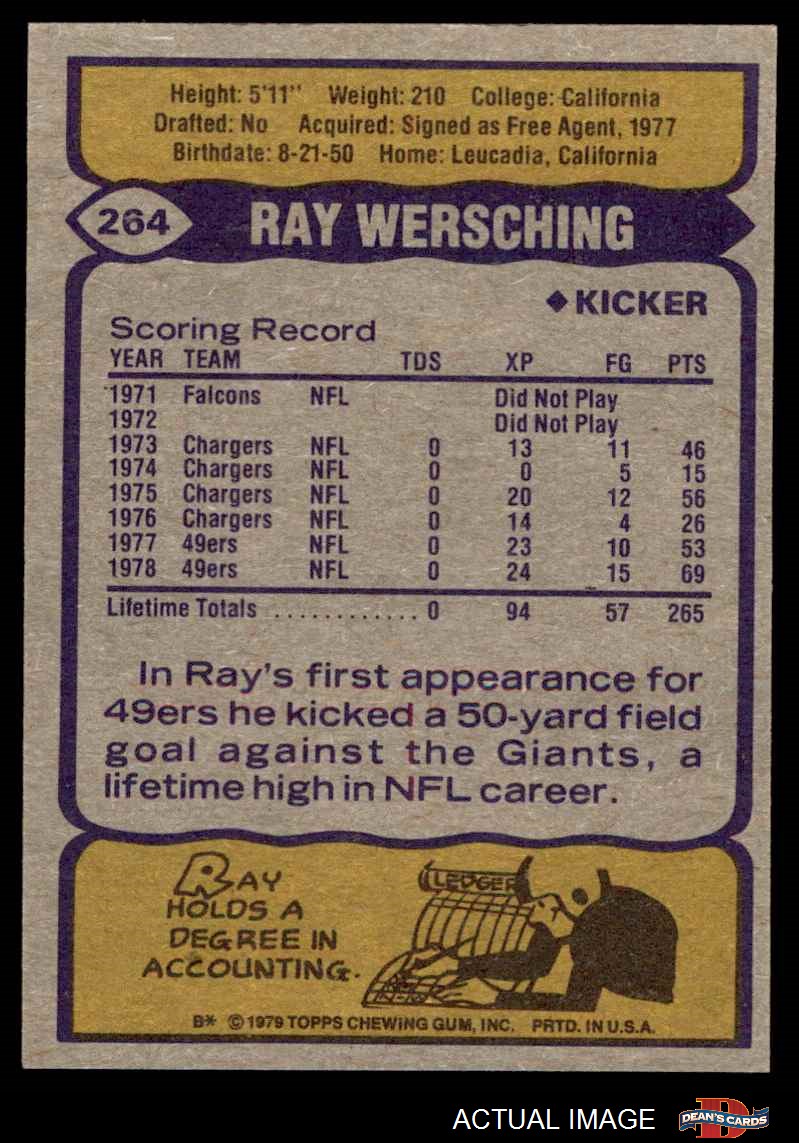 Height: 5'11" Weight: 210 College: California
Drafted: No Acquired: Signed as Free Agent, 1977
Birthdate: 8-21-50 Home: Leucadia, California
264 RAY WERSCHING
◆ KICKER
Scoring Record
YEAR TEAM TDS XP FG PTS
1971 Falcons NFL Did Not Play
1972 Did Not Play
1973 Chargers NFL 0 13 11 46
1974 Chargers NFL 0 0 5 15
1975 Chargers NFL 0 20 12 56
1976 Chargers NFL 0 14 4 26
1977 49ers NFL 0 23 10 53
1978 49ers NFL 0 24 15 69
Lifetime Totals ............ 0 94 57 265
In Ray's first appearance for
49ers he kicked a 50-yard field
goal against the Giants, a
lifetime high in NFL career.
RAY
HOLDS A
DEGREE IN
ACCOUNTING.
LEDGER
B* ©1979 TOPPS CHEWING GUM, INC. PRTD. IN U.S.A.
ACTUAL IMAGE
D
DEAN'S CARDS